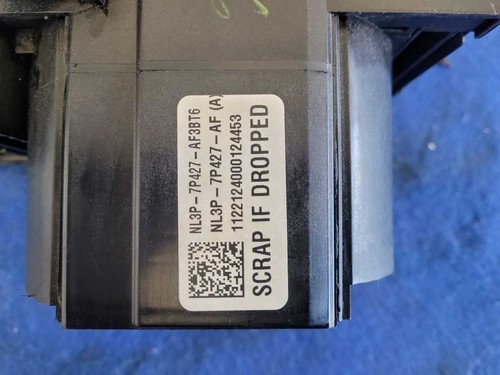 NL3P-7P427-AF3BT6
NL3P-7P427-AF (A)
1122124000124453
SCRAP IF DROPPED